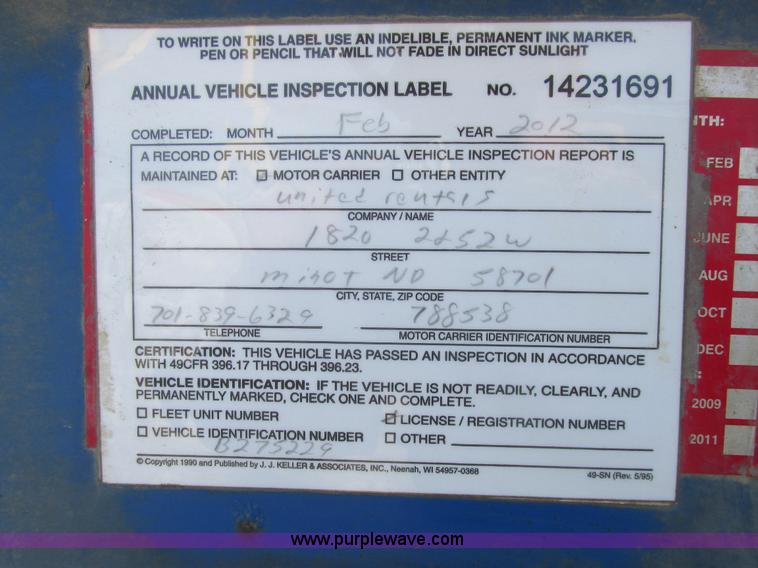 TO WRITE ON THIS LABEL USE AN INDELIBLE, PERMANENT INK MARKER.
PEN OR PENCIL THAT WILL NOT FADE IN DIRECT SUNLIGHT
ANNUAL VEHICLE INSPECTION LABEL NO. 14231691
COMPLETED: MONTH Feb YEAR 2012
A RECORD OF THIS VEHICLE'S ANNUAL VEHICLE INSPECTION REPORT IS
MAINTAINED AT: MOTOR CARRIER OTHER ENTITY
united rentals
COMPANY / NAME
1820 2+52W
STREET
minot ND 58701
CITY, STATE, ZIP CODE
701-839-6329 788538
TELEPHONE MOTOR CARRIER IDENTIFICATION NUMBER
CERTIFICATION: THIS VEHICLE HAS PASSED AN INSPECTION IN ACCORDANCE
WITH 49CFR 396.17 THROUGH 396.23.
VEHICLE IDENTIFICATION: IF THE VEHICLE IS NOT READILY, CLEARLY, AND
PERMANENTLY MARKED, CHECK ONE AND COMPLETE.
FLEET UNIT NUMBER LICENSE / REGISTRATION NUMBER
VEHICLE IDENTIFICATION NUMBER OTHER
B275229
© Copyright 1990 and Published by J. J. KELLER & ASSOCIATES, INC., Neenah, WI 54957-0368
49-SN (Rev. 5/95)
NTH:
FEB
APR
JUNE
AUG
OCT
DEC
2009
2011
www.purplewave.com